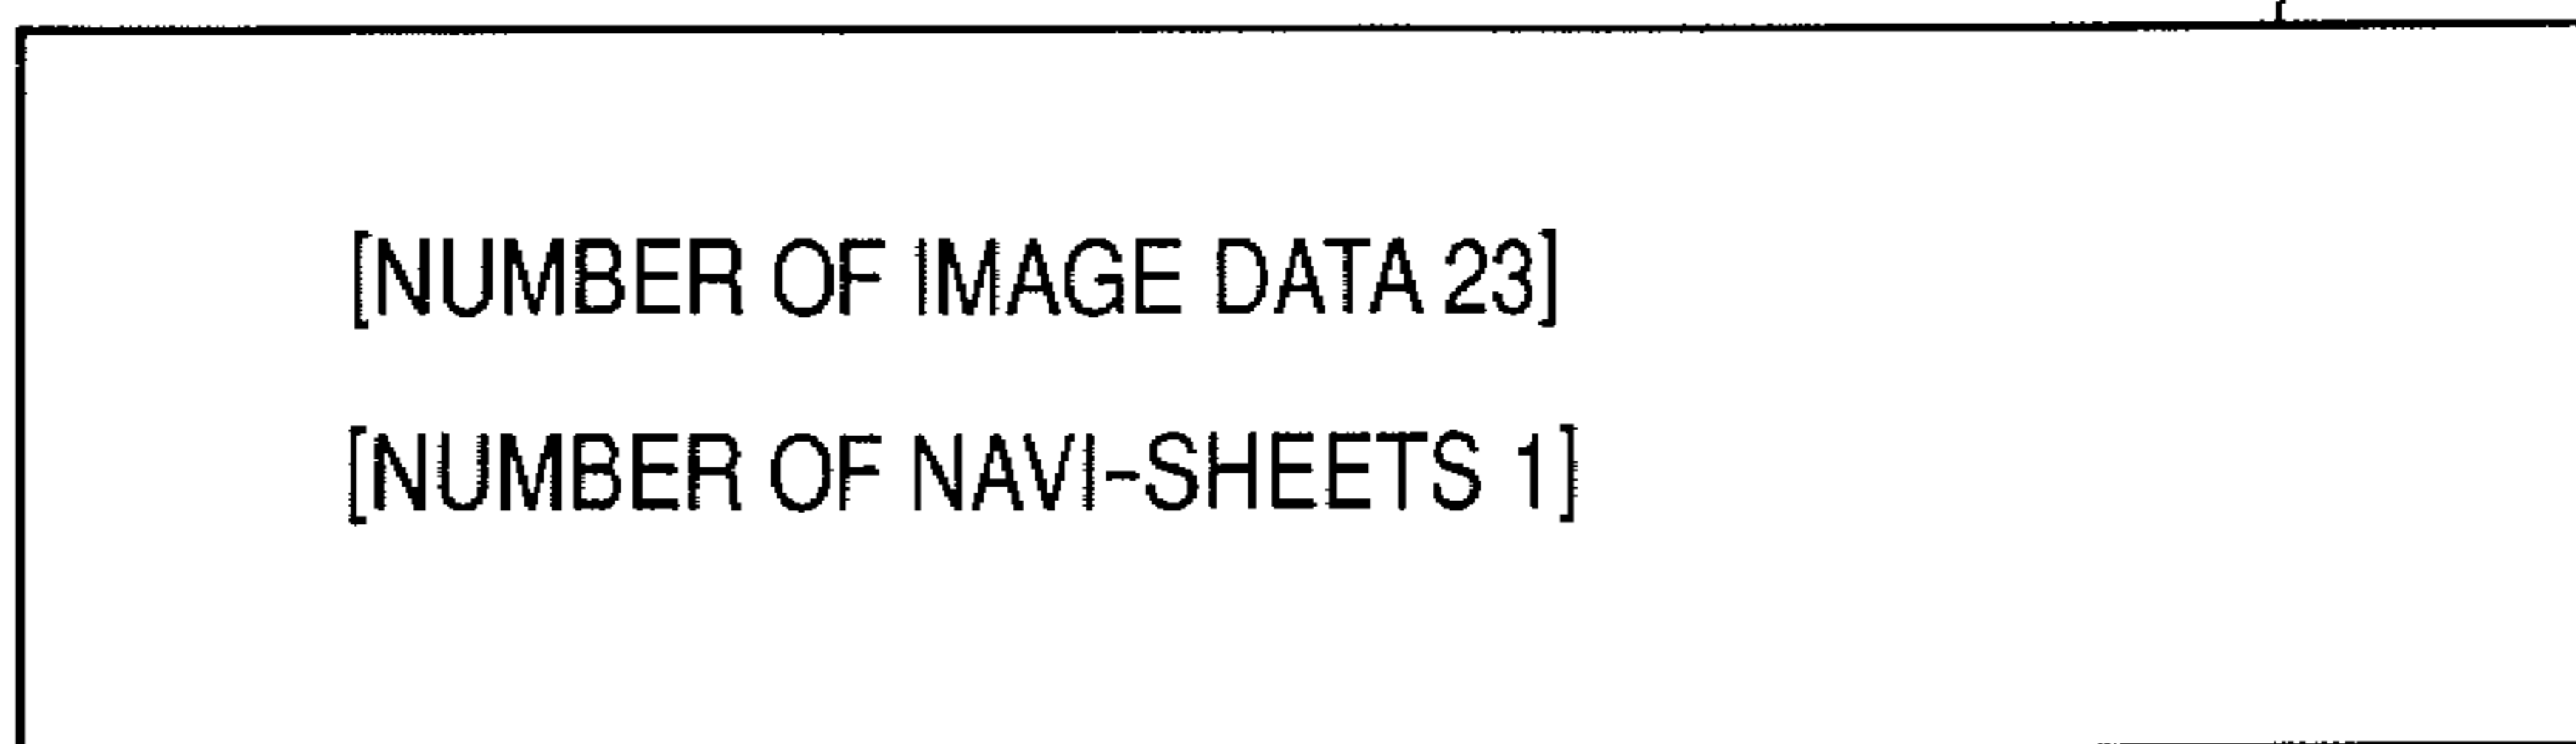 [NUMBER OF IMAGE DATA 23]
[NUMBER OF NAVI-SHEETS 1]